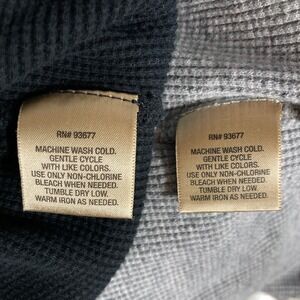 RN# 93677
MACHINE WASH COLD.
GENTLE CYCLE
WITH LIKE COLORS.
USE ONLY NON-CHLORINE
BLEACH WHEN NEEDED.
TUMBLE DRY LOW.
WARM IRON AS NEEDED.
RN# 93677
MACHINE WASH COLD.
GENTLE CYCLE
WITH LIKE COLORS.
USE ONLY NON-CHLORINE
BLEACH WHEN NEEDED.
TUMBLE DRY LOW.
WARM IRON AS NEEDED.